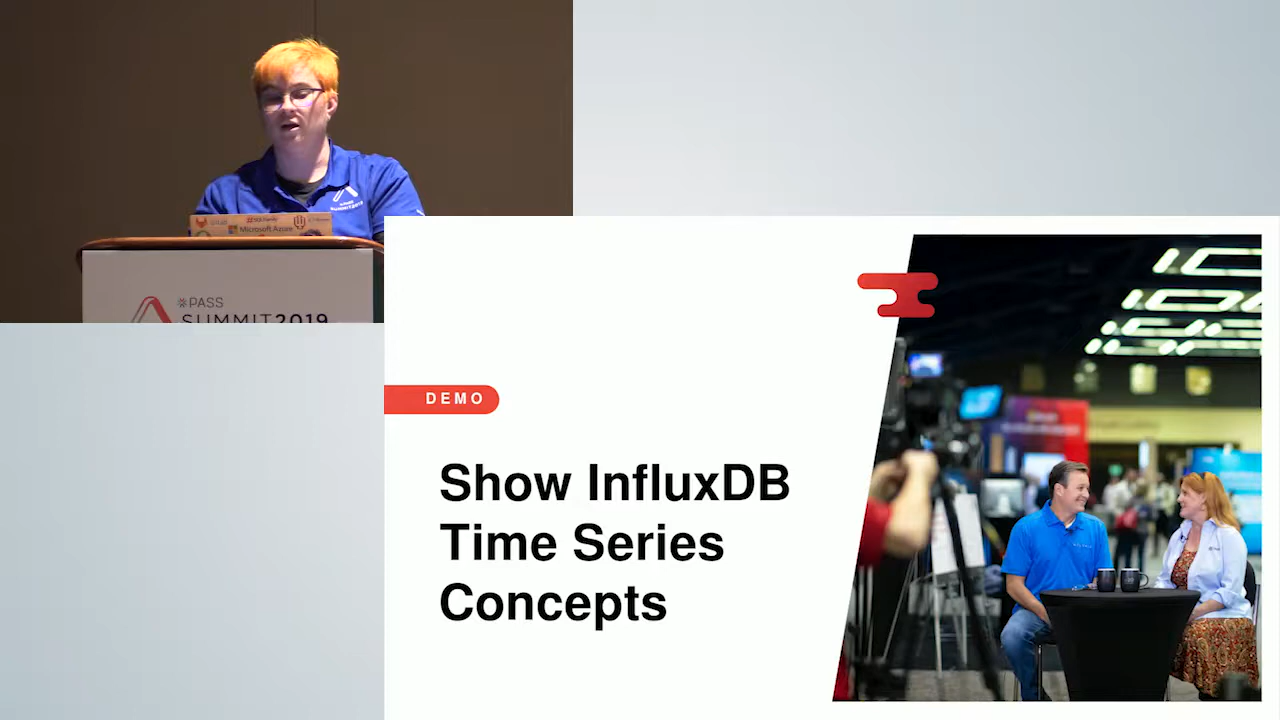 Microsoft Azure
PASS
SUMMIT 2019
DEMO
Show InfluxDB
Time Series
Concepts